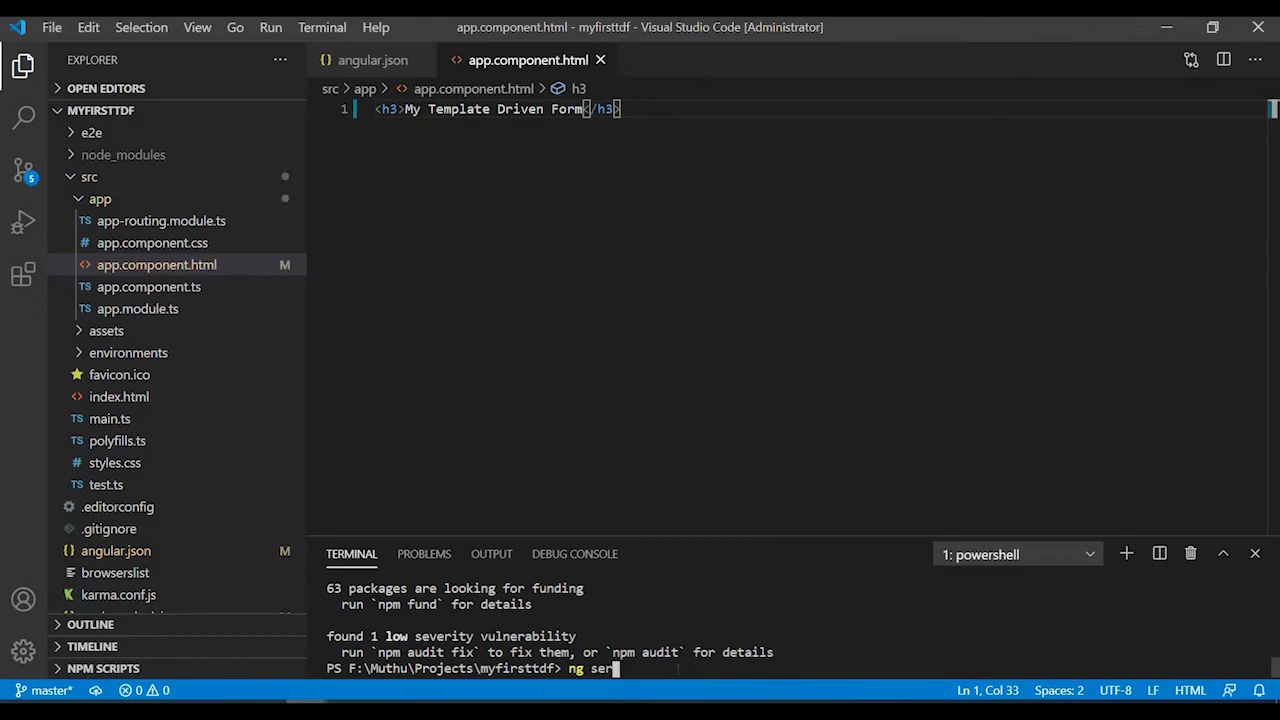 File Edit Selection View Go Run Terminal Help
app.component.html - myfirsttdf - Visual Studio Code [Administrator]
EXPLORER
OPEN EDITORS
MYFIRSTTDF
e2e
node_modules
src
app
TS app-routing.module.ts
# app.component.css
<> app.component.html M
TS app.component.ts
TS app.module.ts
assets
environments
favicon.ico
<> index.html
TS main.ts
TS polyfills.ts
# styles.css
TS test.ts
.editorconfig
.gitignore
{} angular.json M
browserslist
karma.conf.js
OUTLINE
TIMELINE
NPM SCRIPTS
5
{} angular.json
<> app.component.html
src > app > <> app.component.html > h3
1 <h3>My Template Driven Form</h3>
TERMINAL PROBLEMS OUTPUT DEBUG CONSOLE
1: powershell
63 packages are looking for funding
run `npm fund` for details
found 1 low severity vulnerability
run `npm audit fix` to fix them, or `npm audit` for details
PS F:\Muthu\Projects\myfirsttdf> ng ser
master* 0 0 Ln 1, Col 33 Spaces: 2 UTF-8 LF HTML